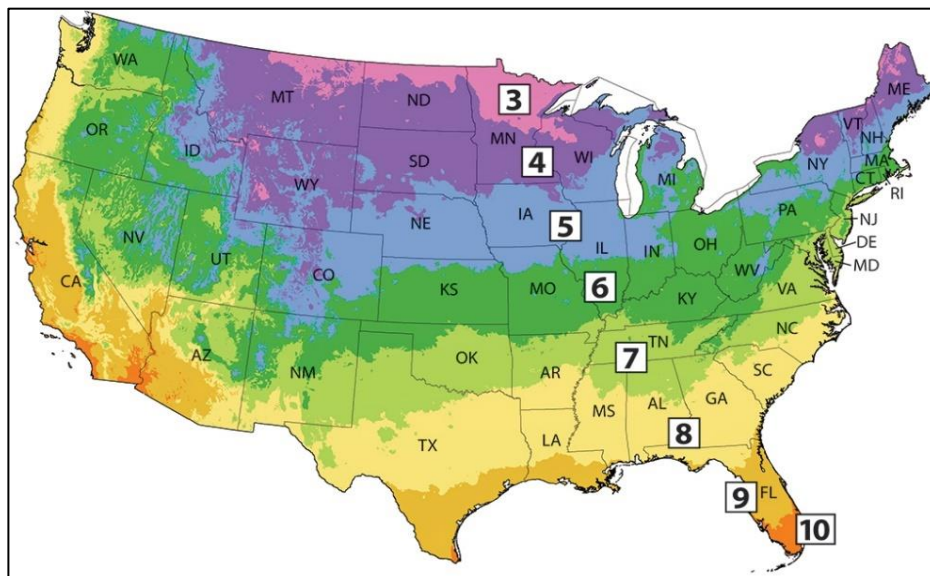 WA
MT
ND
3
ME
OR
ID
MN
VT
NH
4
WI
NY
MA
SD
WY
MI
CT
RI
IA
5
NE
PA
NJ
NV
UT
IL
IN
OH
DE
CO
WV
MD
CA
KS
MO
6
KY
VA
NC
7
TN
AZ
OK
NM
AR
SC
MS
AL
GA
8
TX
LA
9
FL
10